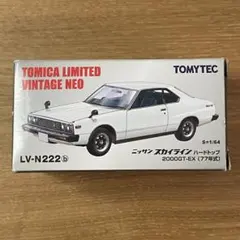 TOMICA LIMITED
VINTAGE NEO
TOMYTEC
S=1/64
LV-N222b
ニッサン スカイライン ハードトップ
2000GT-EX ('77年式)